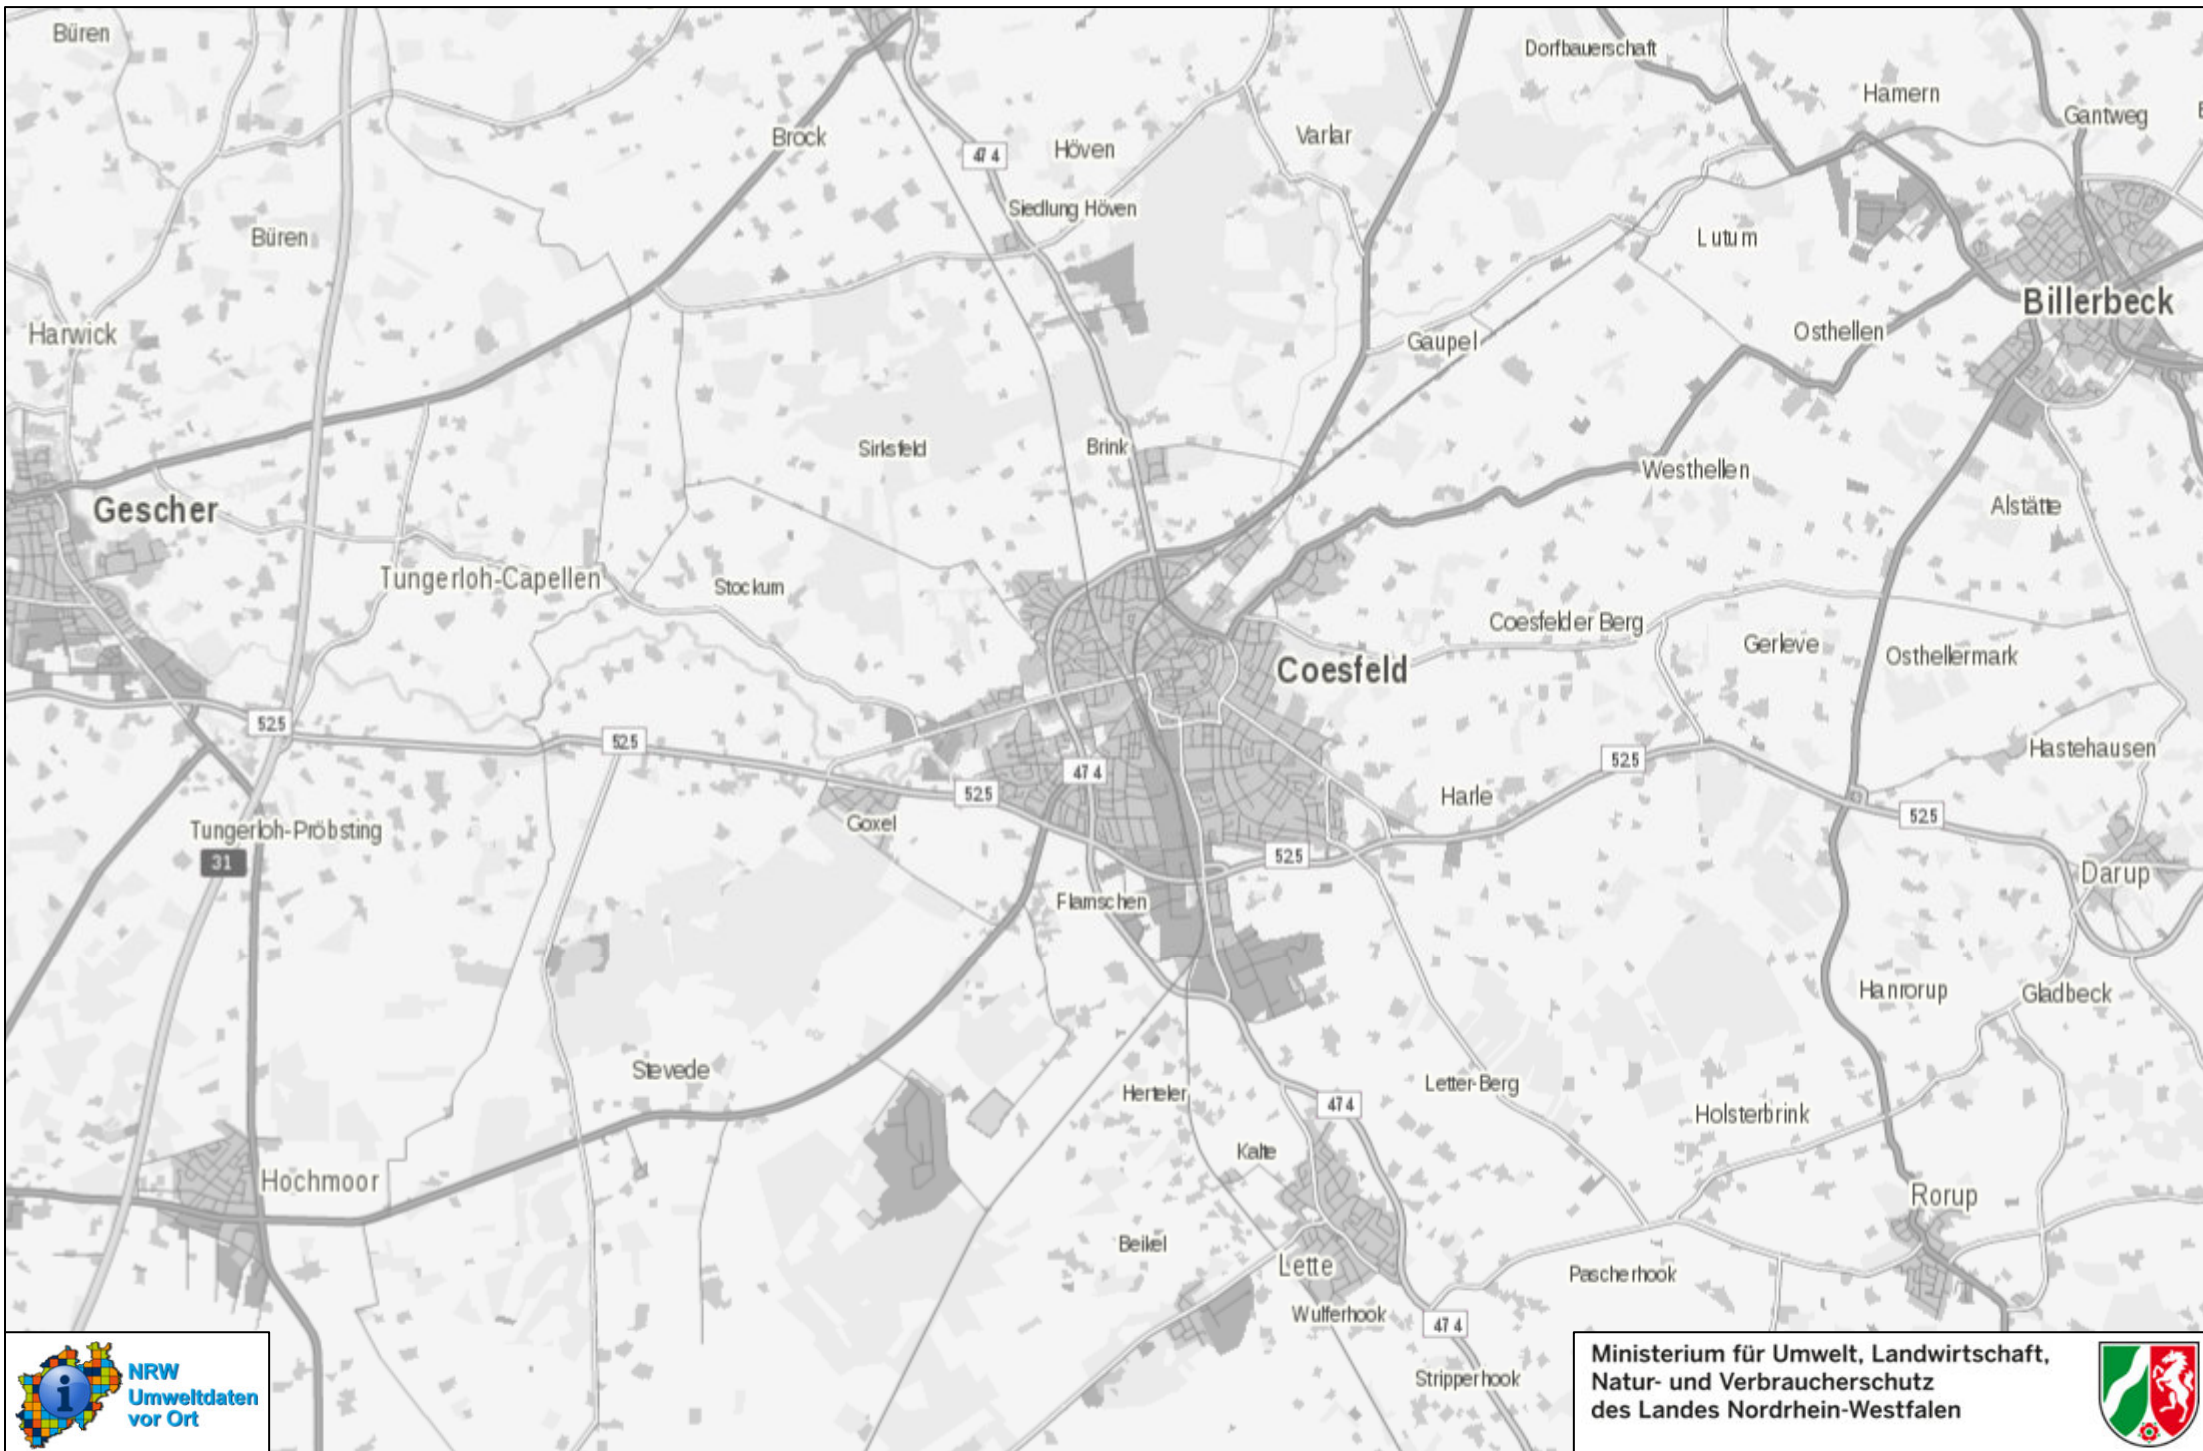 Büren
Dorfbauerschaft
Hamern
Gantweg
Brock
474
Höven
Varlar
Siedlung Höven
Büren
Lutum
Billerbeck
Harwick
Gaupel
Osthellen
Sirksfeld
Brink
Westhellen
Gescher
Alstätte
Tungerloh-Capellen
Stockum
Coesfelder Berg
Gerleve
Osthellermark
Coesfeld
525
525
Hastehausen
525
474
525
Harle
525
Goxel
Tungerloh-Pröbsting
31
525
Darup
Flamschen
Hanrorup
Gladbeck
Stevede
Letter-Berg
Herteler
474
Holsterbrink
Kalte
Hochmoor
Rorup
Beikel
Lette
Pascherhook
Wulferhook
474
Stripperhook
NRW
Umweltdaten
vor Ort
Ministerium für Umwelt, Landwirtschaft,
Natur- und Verbraucherschutz
des Landes Nordrhein-Westfalen